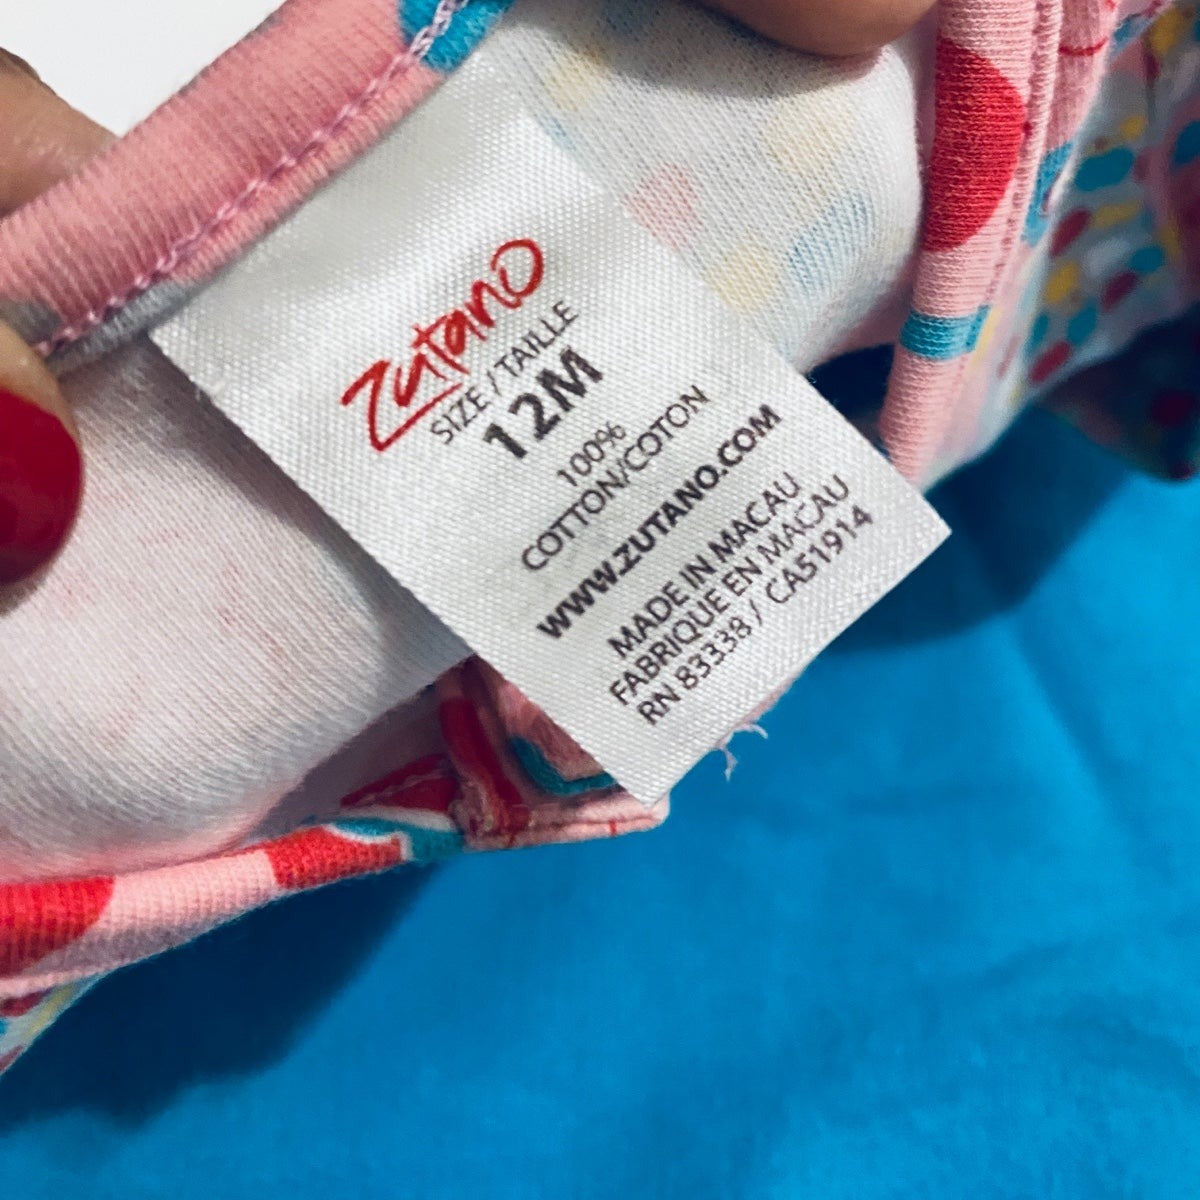 zutano
SIZE / TAILLE
12M
100%
COTTON/COTON
WWW.ZUTANO.COM
MADE IN MACAU
FABRIQUE EN MACAU
RN 83338 / CA51914